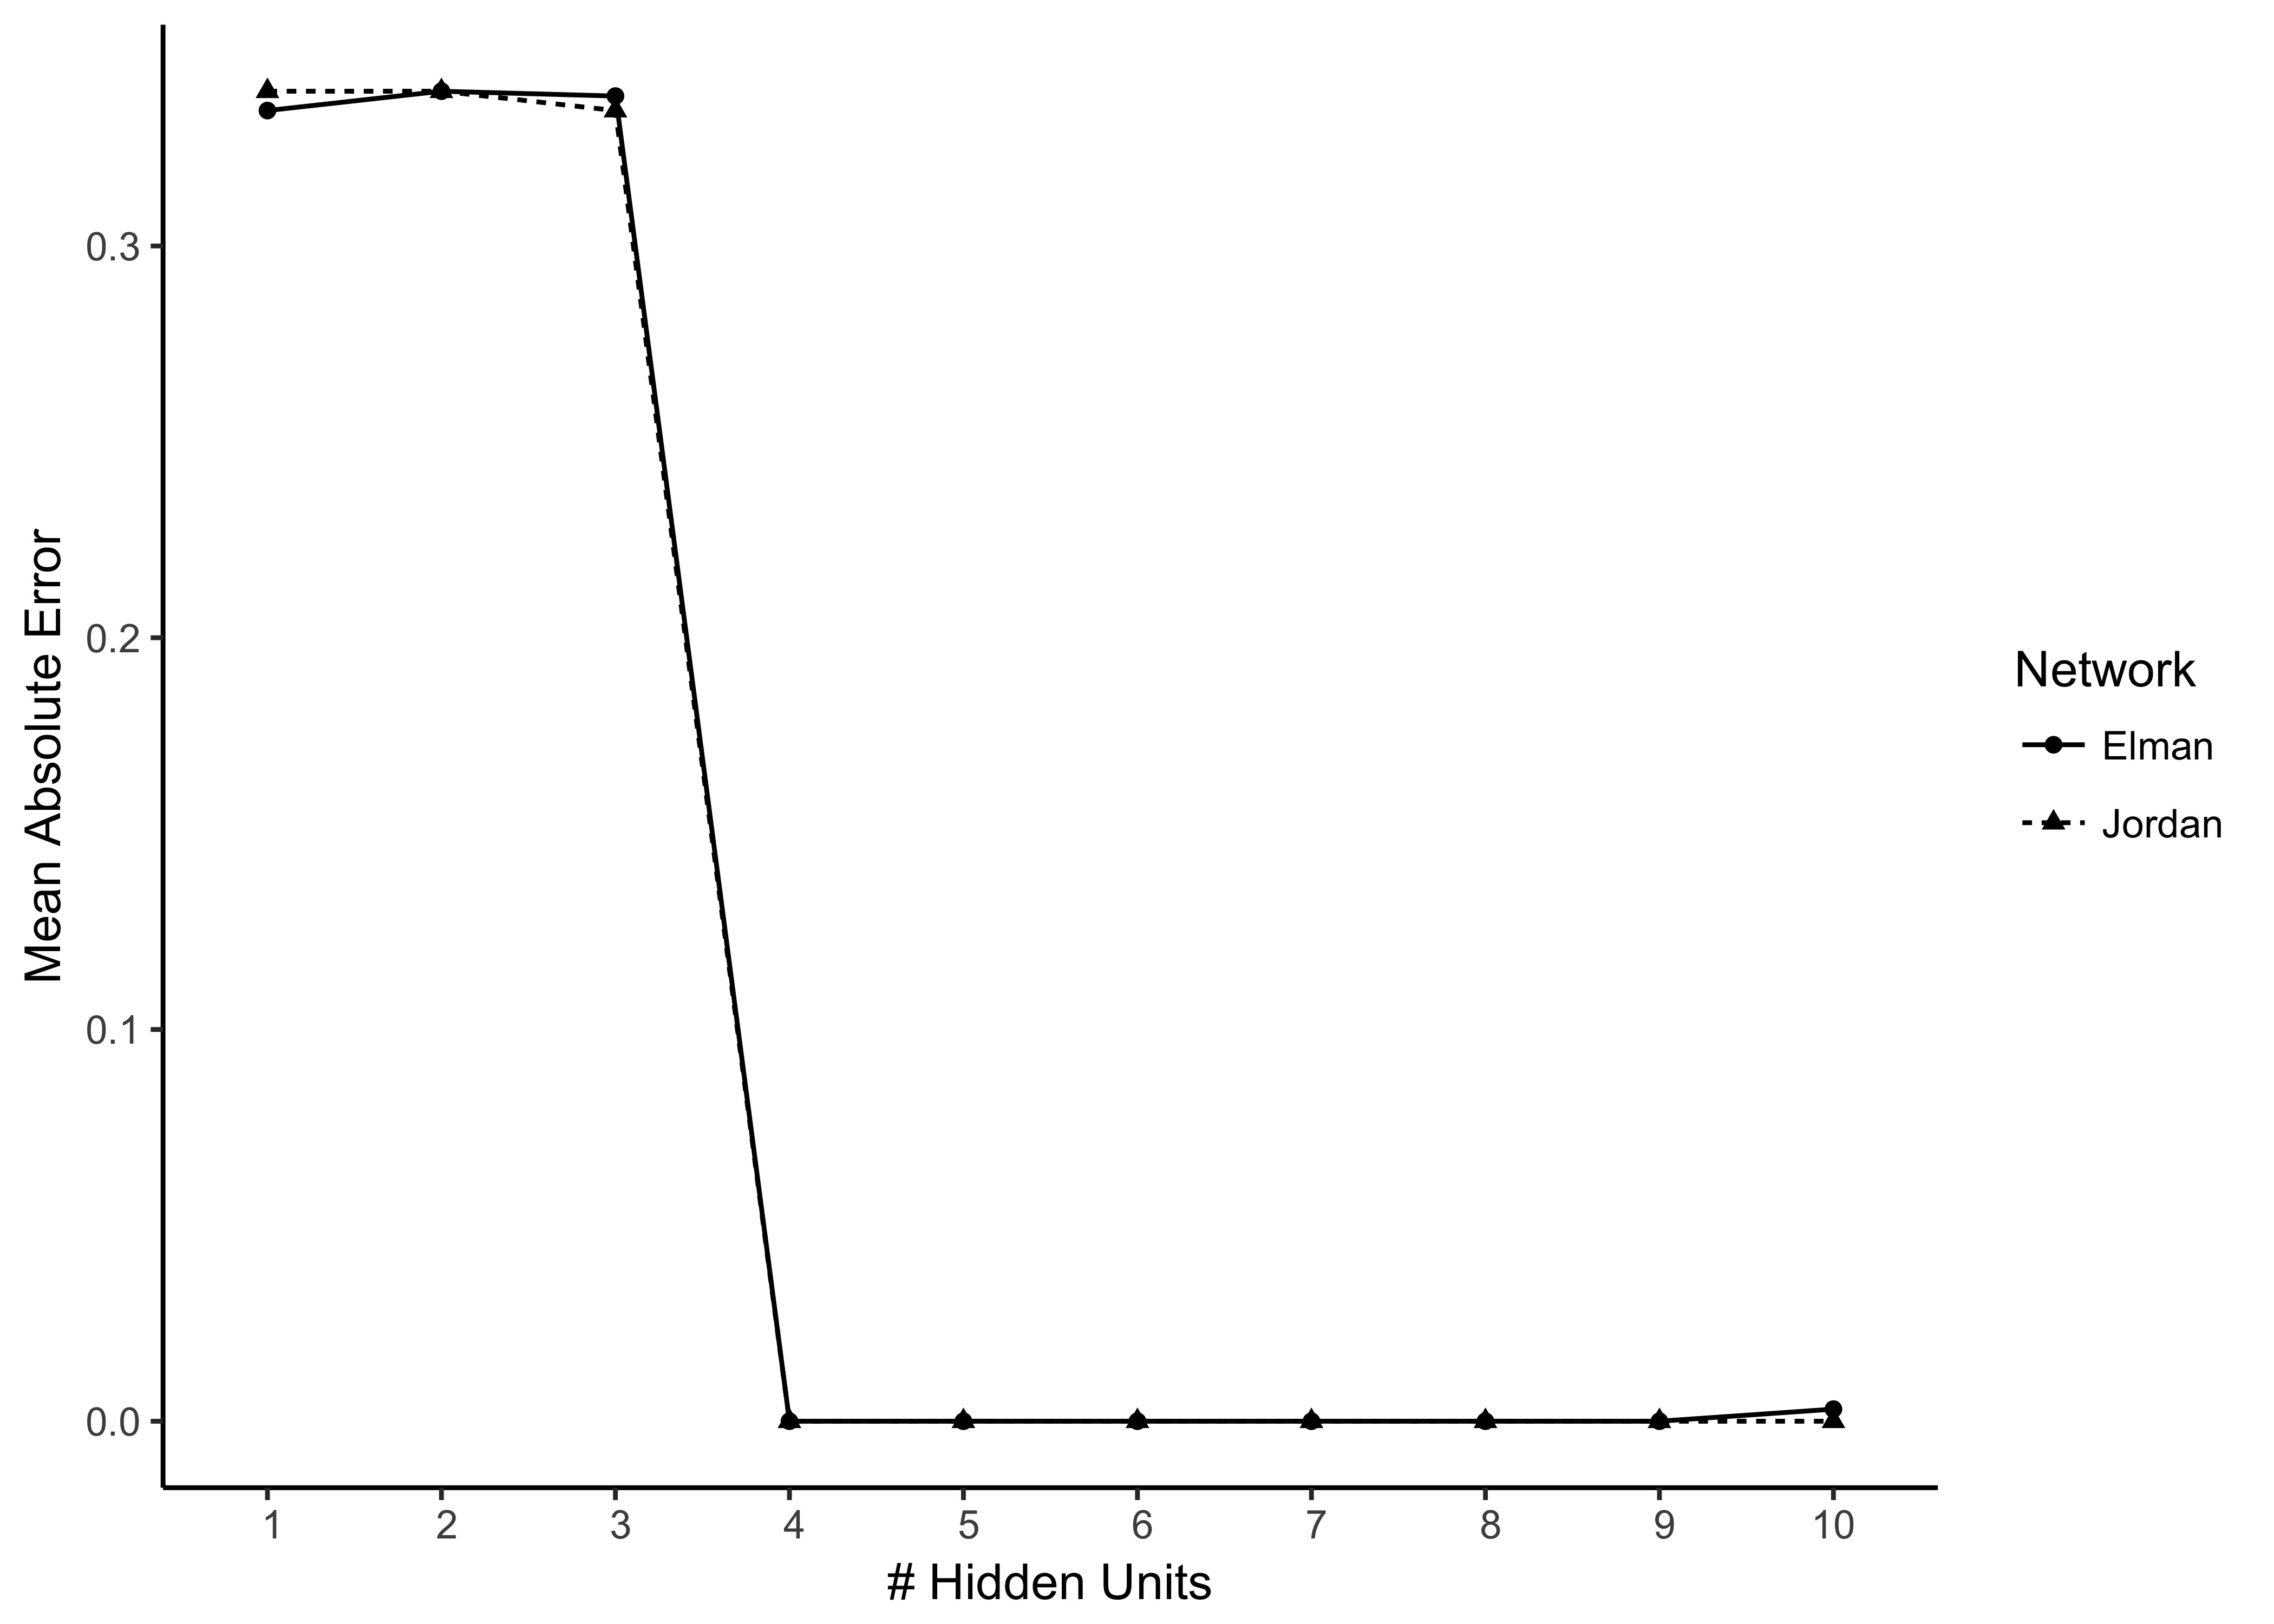 Mean Absolute Error
0.3
0.2
0.1
0.0
1 2 3 4 5 6 7 8 9 10
# Hidden Units
Network
Elman
Jordan